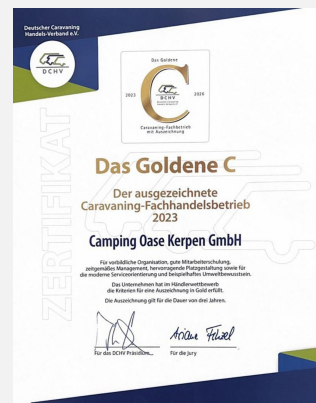 Deutscher Caravaning
Handels-Verband e.V.
DCHV
Das Goldene
C
2023
2026
DCHV
Caravaning-Fachbetrieb
mit Auszeichnung
ZERTIFIKAT
Das Goldene C
Der ausgezeichnete
Caravaning-Fachhandelsbetrieb
2023
Camping Oase Kerpen GmbH
Für vorbildliche Organisation, gute Mitarbeiterschulung,
zeitgemäßes Management, hervorragende Platzgestaltung sowie für
die moderne Serviceorientierung und beispielhaftes Umweltbewusstsein.
Das Unternehmen hat im Händlerwettbewerb
die Kriterien für eine Auszeichnung in Gold erfüllt.
Die Auszeichnung gilt für die Dauer von drei Jahren.
Für das DCHV Präsidium
Für die Jury